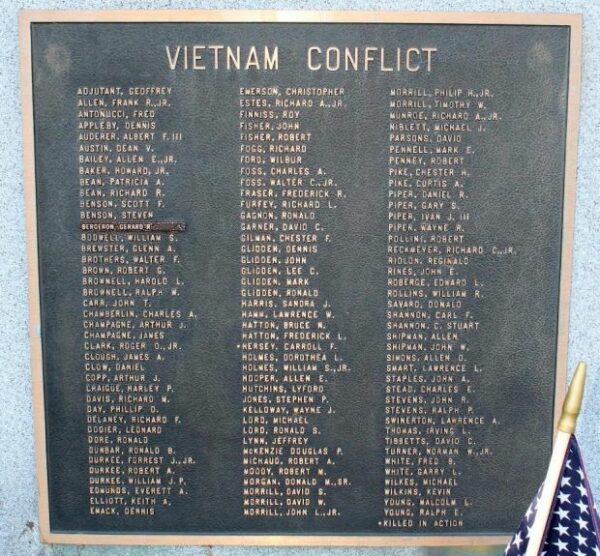 VIETNAM CONFLICT
ADJUTANT, GEOFFREY
ALLEN, FRANK R., JR.
ANTONUCCI, FRED
APPLEBY, DENNIS
AUDERER, ALBERT F. III
AUSTIN, DEAN V.
BAILEY, ALLEN E., JR.
BAKER, HOWARD, JR.
BEAN, PATRICIA A.
BEAN, RICHARD R.
BENSON, SCOTT F.
BENSON, STEVEN
BERGERON, GERARD R
BODWELL, WILLIAM S.
BREWSTER, GLENN A.
BROTHERS, WALTER F.
BROWN, ROBERT G.
BROWNELL, HAROLD L.
BROWNELL, RALPH W.
CARR, JOHN T.
CHAMBERLIN, CHARLES A.
CHAMPAGNE, ARTHUR J.
CHAMPAGNE, JAMES
CLARK, ROGER O., JR.
CLOUGH, JAMES A.
CLOW, DANIEL
COPP, ARTHUR J.
CRAIGUE, HARLEY P.
DAVIS, RICHARD M.
DAY, PHILLIP D.
DELANEY, RICHARD F.
DODIER, LEONARD
DORE, RONALD
DUNBAR, RONALD B.
DURKEE, FORREST J., JR.
DURKEE, ROBERT A.
DURKEE, WILLIAM J. P.
EDMUNDS, EVERETT A.
ELLIOTT, KEITH A.
EMACK, DENNIS
EMERSON, CHRISTOPHER
ESTES, RICHARD A., JR.
FINNISS, ROY
FISHER, JOHN
FISHER, ROBERT
FOGG, RICHARD
FORD, WILBUR
FOSS, CHARLES A.
FOSS, WALTER C., JR.
FRASER, FREDERICK R.
FURFEY, RICHARD L.
GAGNON, RONALD
GARNER, DAVID C.
GILMAN, CHESTER F.
GLIDDEN, DENNIS
GLIDDEN, JOHN
GLIDDEN, LEE C.
GLIDDEN, MARK
GLIDDEN, RONALD
HARRIS, SANDRA J.
HAMM, LAWRENCE W.
HATTON, BRUCE N.
HATTON, FREDERICK L.
*HERSEY, CARROLL F.
HOLMES, DOROTHEA L.
HOLMES, WILLIAM S., JR.
HOOPER, ALLEN E.
HUTCHINS, LYFORD
JONES, STEPHEN P.
KELLOWAY, WAYNE J.
LORD, MICHAEL
LORD, RONALD S.
LYNN, JEFFREY
McKENZIE DOUGLAS P.
MICHAUD, ROBERT A.
MOODY, ROBERT M.
MORGAN, DONALD M., SR.
MORRILL, DAVID S.
MORRILL, DAVID W.
MORRILL, JOHN L., JR.
MORRILL, PHILIP H., JR.
MORRILL, TIMOTHY W.
MUNROE, RICHARD A., JR.
NIBLETT, MICHAEL J.
PARSONS, DAVID
PENNELL, MARK E.
PENNEY, ROBERT
PIKE, CHESTER H.
PIKE, CURTIS A.
PIPER, DANIEL R.
PIPER, GARY S.
PIPER, IVAN J. III
PIPER, WAYNE R.
POLLINI, ROBERT
RECKMEYER, RICHARD C., JR.
RIDLON, REGINALD
RINES, JOHN E.
ROBERGE, EDWARD L.
ROLLINS, WILLIAM R.
SAVARD, DONALD
SHANNON, CARL F.
SHANNON, C. STUART
SHIPMAN, ALLEN
SHIPMAN, JOHN W.
SIMONS, ALLEN D.
SMART, LAWRENCE L.
STAPLES, JOHN A.
STEAD, CHARLES E.
STEVENS, JOHN R.
STEVENS, RALPH P.
SWINERTON, LAWRENCE A.
THOMAS, IRVING L.
TIBBETTS, DAVID C.
TURNER, NORMAN W., JR.
WHITE, FRED B.
WHITE, GARRY L.
WILKES, MICHAEL
WILKINS, KEVIN
YOUNG, MALCOLM L.
YOUNG, RALPH E.
*KILLED IN ACTION